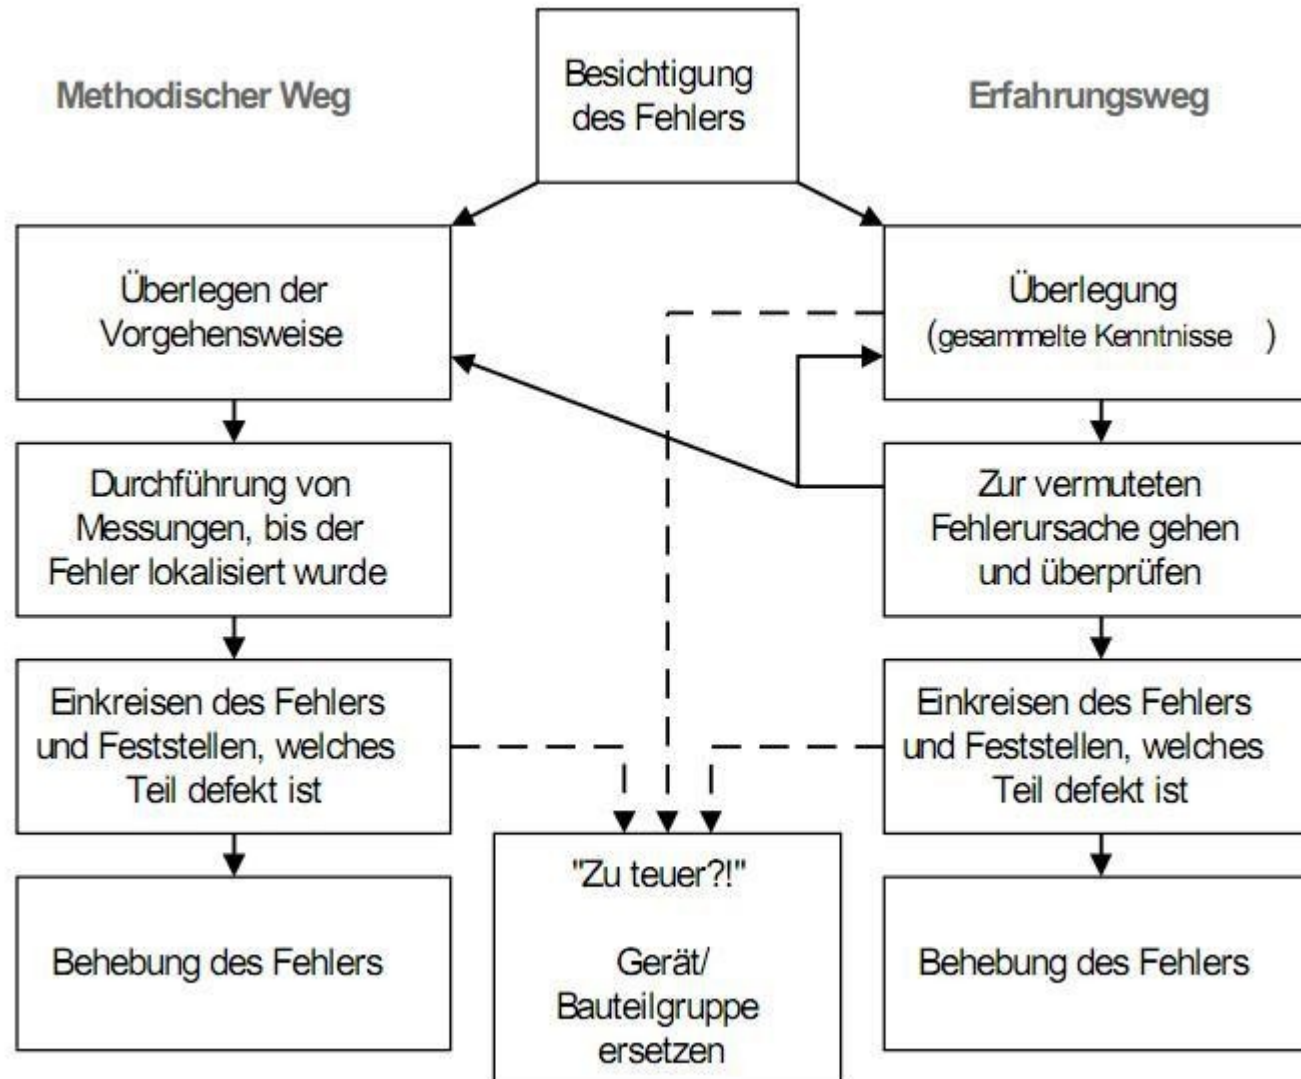 Methodischer Weg
Besichtigung
des Fehlers
Erfahrungsweg
Überlegen der
Vorgehensweise
Überlegung
(gesammelte Kenntnisse )
Durchführung von
Messungen, bis der
Fehler lokalisiert wurde
Zur vermuteten
Fehlerursache gehen
und überprüfen
Einkreisen des Fehlers
und Feststellen, welches
Teil defekt ist
Einkreisen des Fehlers
und Feststellen, welches
Teil defekt ist
"Zu teuer?!"
Gerät/
Bauteilgruppe
ersetzen
Behebung des Fehlers
Behebung des Fehlers